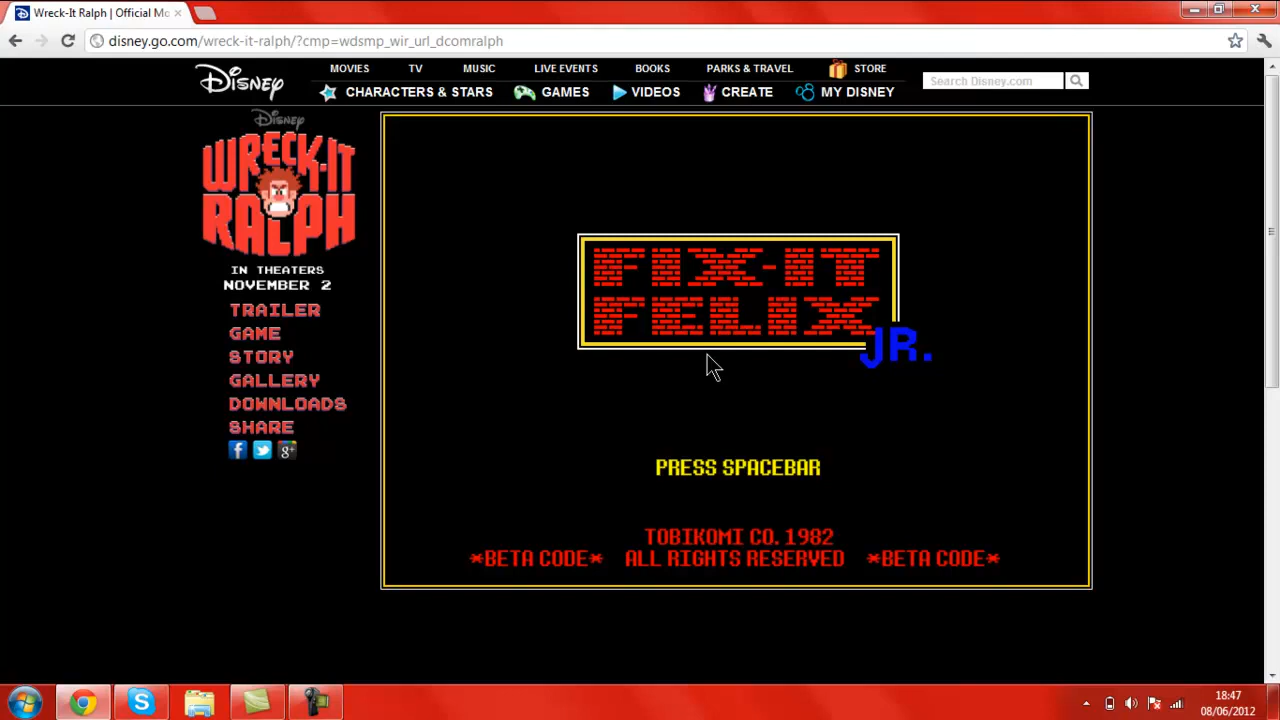 Wreck-It Ralph | Official Mo
disney.go.com/wreck-it-ralph/?cmp=wdsmp_wir_url_dcomralph
Disney
MOVIES TV MUSIC LIVE EVENTS BOOKS PARKS & TRAVEL STORE
CHARACTERS & STARS GAMES VIDEOS CREATE MY DISNEY
Search Disney.com
Disney
WRECK-IT
RALPH
IN THEATERS
NOVEMBER 2
TRAILER
GAME
STORY
GALLERY
DOWNLOADS
SHARE
f
g+
FIX-IT
FELIX
JR.
PRESS SPACEBAR
TOBIKOMI CO. 1982
*BETA CODE* ALL RIGHTS RESERVED *BETA CODE*
18:47
08/06/2012